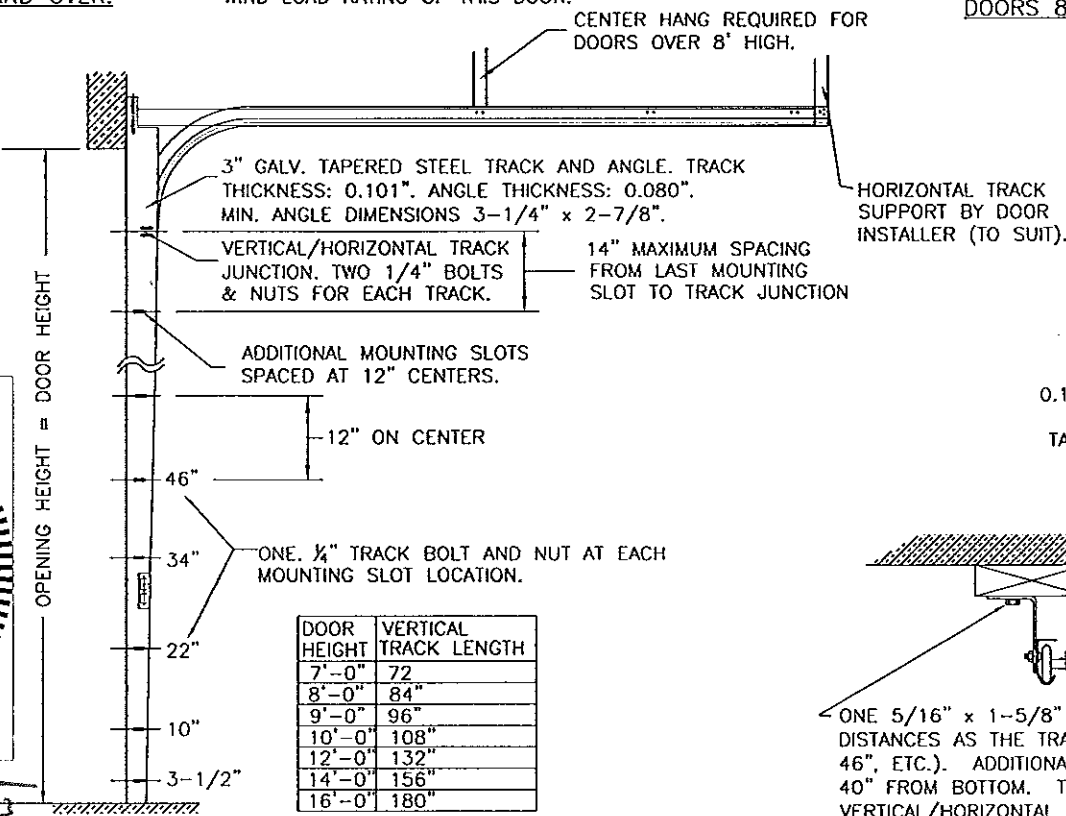 OVER.
WIND LOAD RATING OF THIS DOOR.
DOORS 8
CENTER HANG REQUIRED FOR
DOORS OVER 8' HIGH.
3" GALV. TAPERED STEEL TRACK AND ANGLE. TRACK
THICKNESS: 0.101". ANGLE THICKNESS: 0.080".
MIN. ANGLE DIMENSIONS 3-1/4" x 2-7/8".
HORIZONTAL TRACK
SUPPORT BY DOOR
INSTALLER (TO SUIT).
VERTICAL/HORIZONTAL TRACK
JUNCTION. TWO 1/4" BOLTS
& NUTS FOR EACH TRACK.
14" MAXIMUM SPACING
FROM LAST MOUNTING
SLOT TO TRACK JUNCTION
ADDITIONAL MOUNTING SLOTS
SPACED AT 12" CENTERS.
OPENING HEIGHT = DOOR HEIGHT
12" ON CENTER
46"
34"
22"
10"
3-1/2"
ONE. ¼" TRACK BOLT AND NUT AT EACH
MOUNTING SLOT LOCATION.
DOOR HEIGHT VERTICAL TRACK LENGTH
7'-0" 72
8'-0" 84"
9'-0" 96"
10'-0" 108"
12'-0" 132"
14'-0" 156"
16'-0" 180"
0.1
TA
ONE 5/16" x 1-5/8"
DISTANCES AS THE TRA
46", ETC.). ADDITIONA
40" FROM BOTTOM. T
VERTICAL/HORIZONTAL